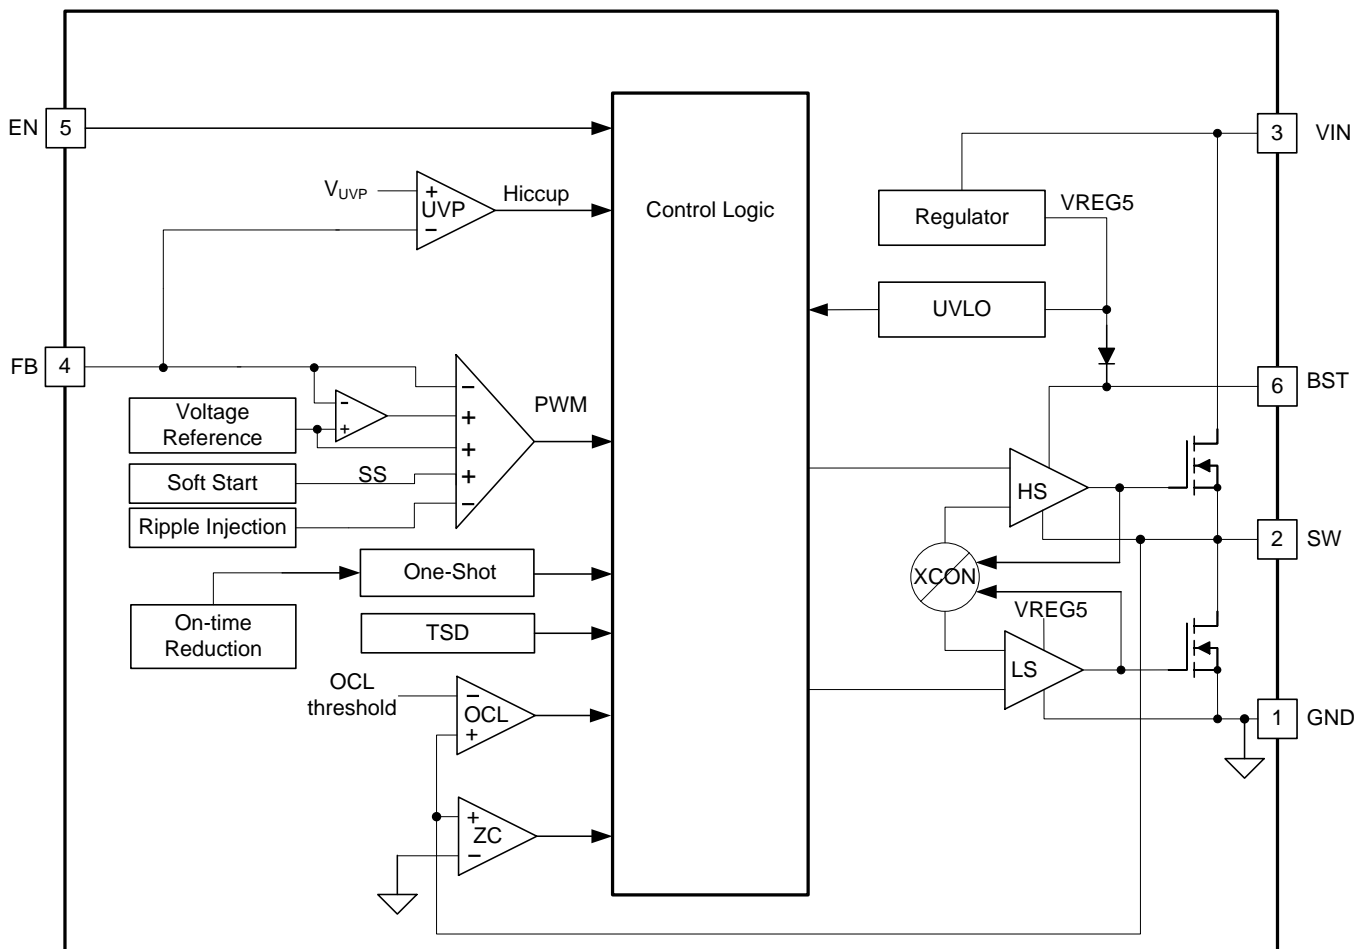 EN 5
3 VIN
V_UVP + UVP − Hiccup
Control Logic
Regulator VREG5
UVLO
FB 4
6 BST
Voltage
Reference
- +
− + + + −
PWM
Soft Start SS
Ripple Injection
HS
2 SW
XCON
One-Shot
On-time
Reduction
TSD
VREG5
LS
OCL
threshold
− OCL +
1 GND
+ ZC −